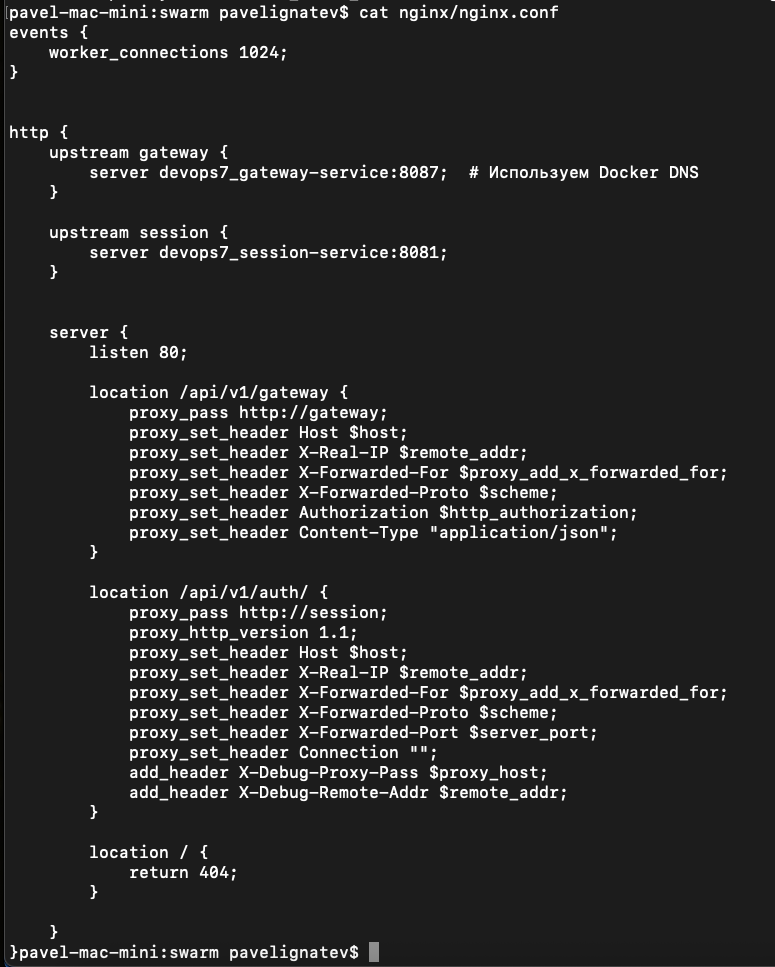 pavel-mac-mini:swarm pavelignatev$ cat nginx/nginx.conf
events {
    worker_connections 1024;
}
http {
    upstream gateway {
        server devops7_gateway-service:8087;  # Используем Docker DNS
    }
    upstream session {
        server devops7_session-service:8081;
    }
    server {
        listen 80;
        location /api/v1/gateway {
            proxy_pass http://gateway;
            proxy_set_header Host $host;
            proxy_set_header X-Real-IP $remote_addr;
            proxy_set_header X-Forwarded-For $proxy_add_x_forwarded_for;
            proxy_set_header X-Forwarded-Proto $scheme;
            proxy_set_header Authorization $http_authorization;
            proxy_set_header Content-Type "application/json";
        }
        location /api/v1/auth/ {
            proxy_pass http://session;
            proxy_http_version 1.1;
            proxy_set_header Host $host;
            proxy_set_header X-Real-IP $remote_addr;
            proxy_set_header X-Forwarded-For $proxy_add_x_forwarded_for;
            proxy_set_header X-Forwarded-Proto $scheme;
            proxy_set_header X-Forwarded-Port $server_port;
            proxy_set_header Connection "";
            add_header X-Debug-Proxy-Pass $proxy_host;
            add_header X-Debug-Remote-Addr $remote_addr;
        }
        location / {
            return 404;
        }
    }
}pavel-mac-mini:swarm pavelignatev$